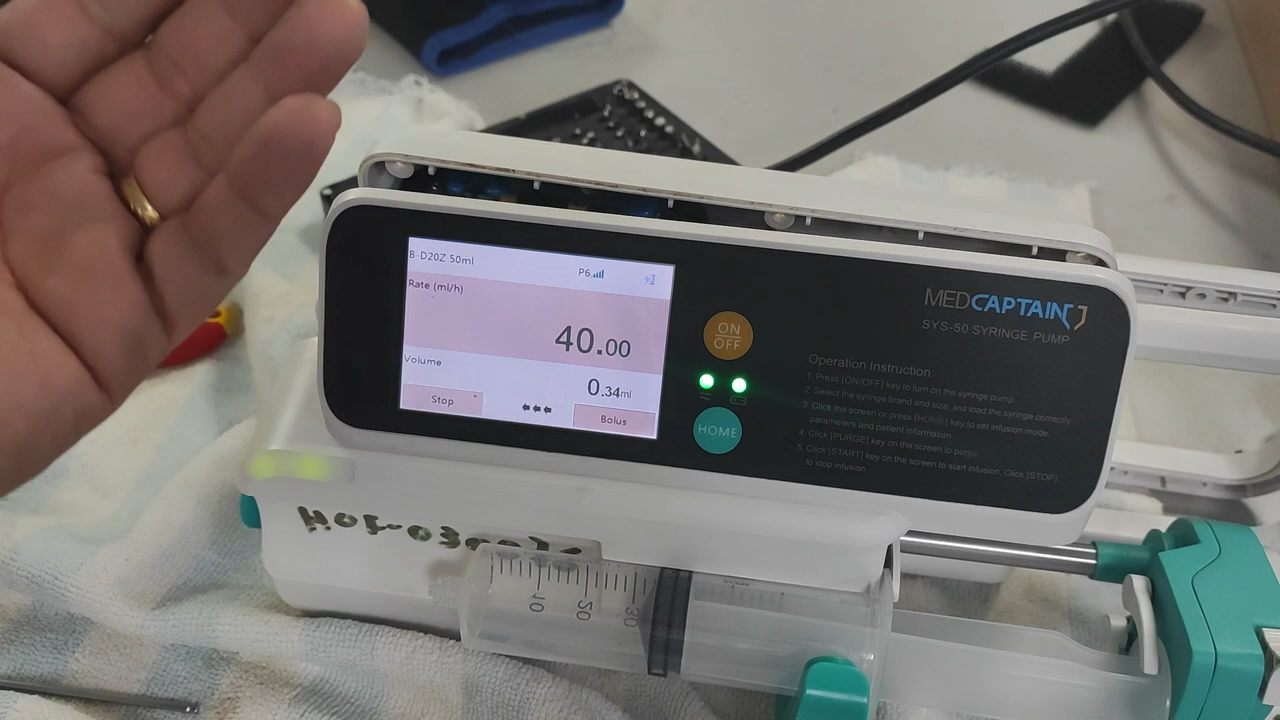 B-D20Z 50ml
P6
Rate (ml/h)
40.00
Volume
0.34ml
Stop
Bolus
ON
OFF
HOME
MEDCAPTAIN
SYS-50 SYRINGE PUMP
Operation Instruction:
1. Press [ON/OFF] key to turn on the syringe pump.
2. Select the syringe brand and size, and load the syringe correctly
3. Click the screen or press [HOME] key to set infusion mode,
parameters and patient information
4. Click [PURGE] key on the screen to purge
5. Click [START] key on the screen to start infusion, Click [STOP]
to stop infusion
10
20
30